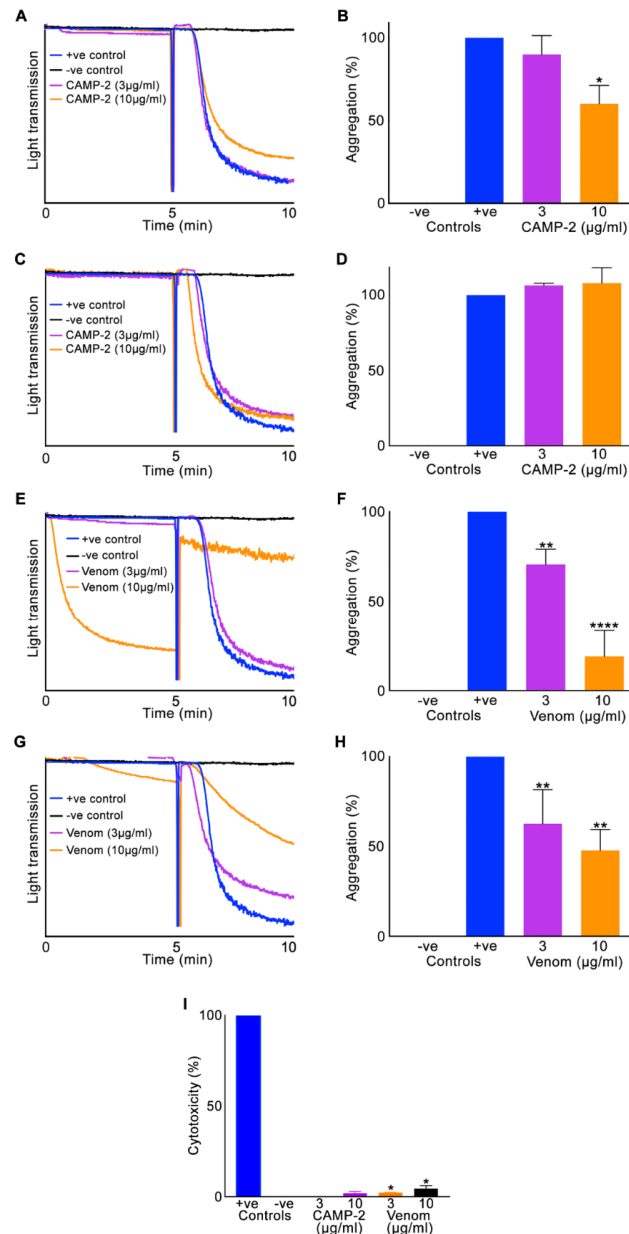 A
Light transmission
+ve control
-ve control
CAMP-2 (3µg/ml)
CAMP-2 (10µg/ml)
0 5 10
Time (min)
B
Aggregation (%)
100
50
0
*
-ve +ve 3 10
Controls CAMP-2 (µg/ml)
C
Light transmission
+ve control
-ve control
CAMP-2 (3µg/ml)
CAMP-2 (10µg/ml)
0 5 10
Time (min)
D
Aggregation (%)
100
50
0
-ve +ve 3 10
Controls CAMP-2 (µg/ml)
E
Light transmission
+ve control
-ve control
Venom (3µg/ml)
Venom (10µg/ml)
0 5 10
Time (min)
F
Aggregation (%)
100
50
0
**
****
-ve +ve 3 10
Controls Venom (µg/ml)
G
Light transmission
+ve control
-ve control
Venom (3µg/ml)
Venom (10µg/ml)
0 5 10
Time (min)
H
Aggregation (%)
100
50
0
** **
-ve +ve 3 10
Controls Venom (µg/ml)
I
Cytotoxicity (%)
100
50
0
* *
+ve -ve 3 10 3 10
Controls CAMP-2 Venom
(µg/ml) (µg/ml)